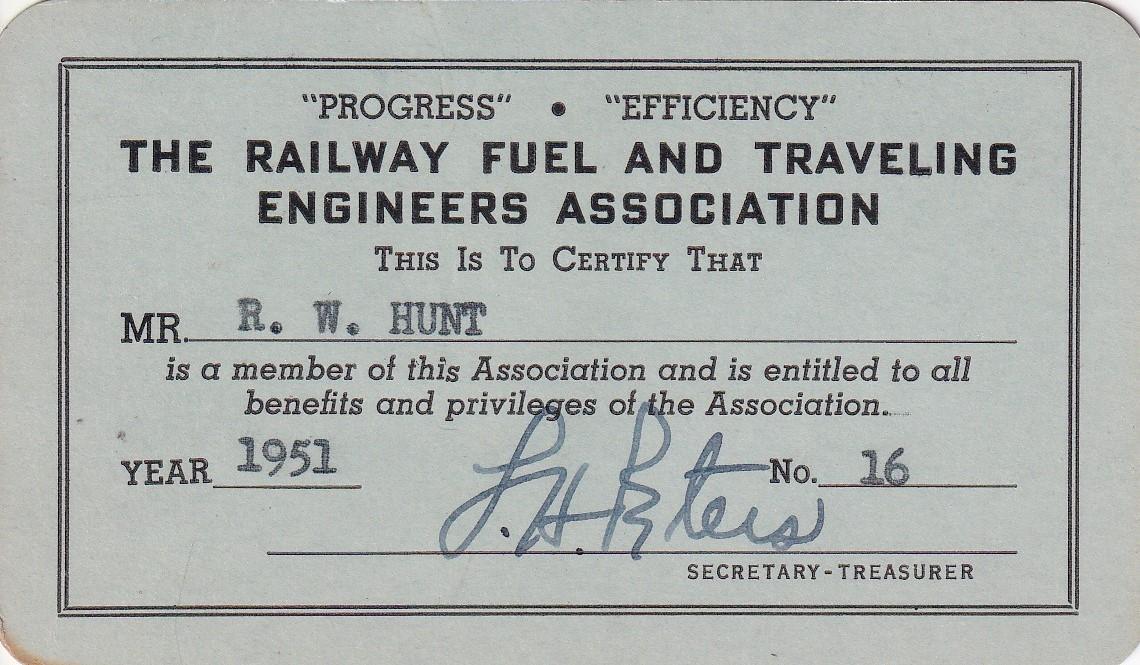 "PROGRESS" • "EFFICIENCY"
THE RAILWAY FUEL AND TRAVELING
ENGINEERS ASSOCIATION
THIS IS TO CERTIFY THAT
MR. R. W. HUNT
is a member of this Association and is entitled to all
benefits and privileges of the Association.
YEAR 1951 No. 16
L. H. Peters
SECRETARY-TREASURER